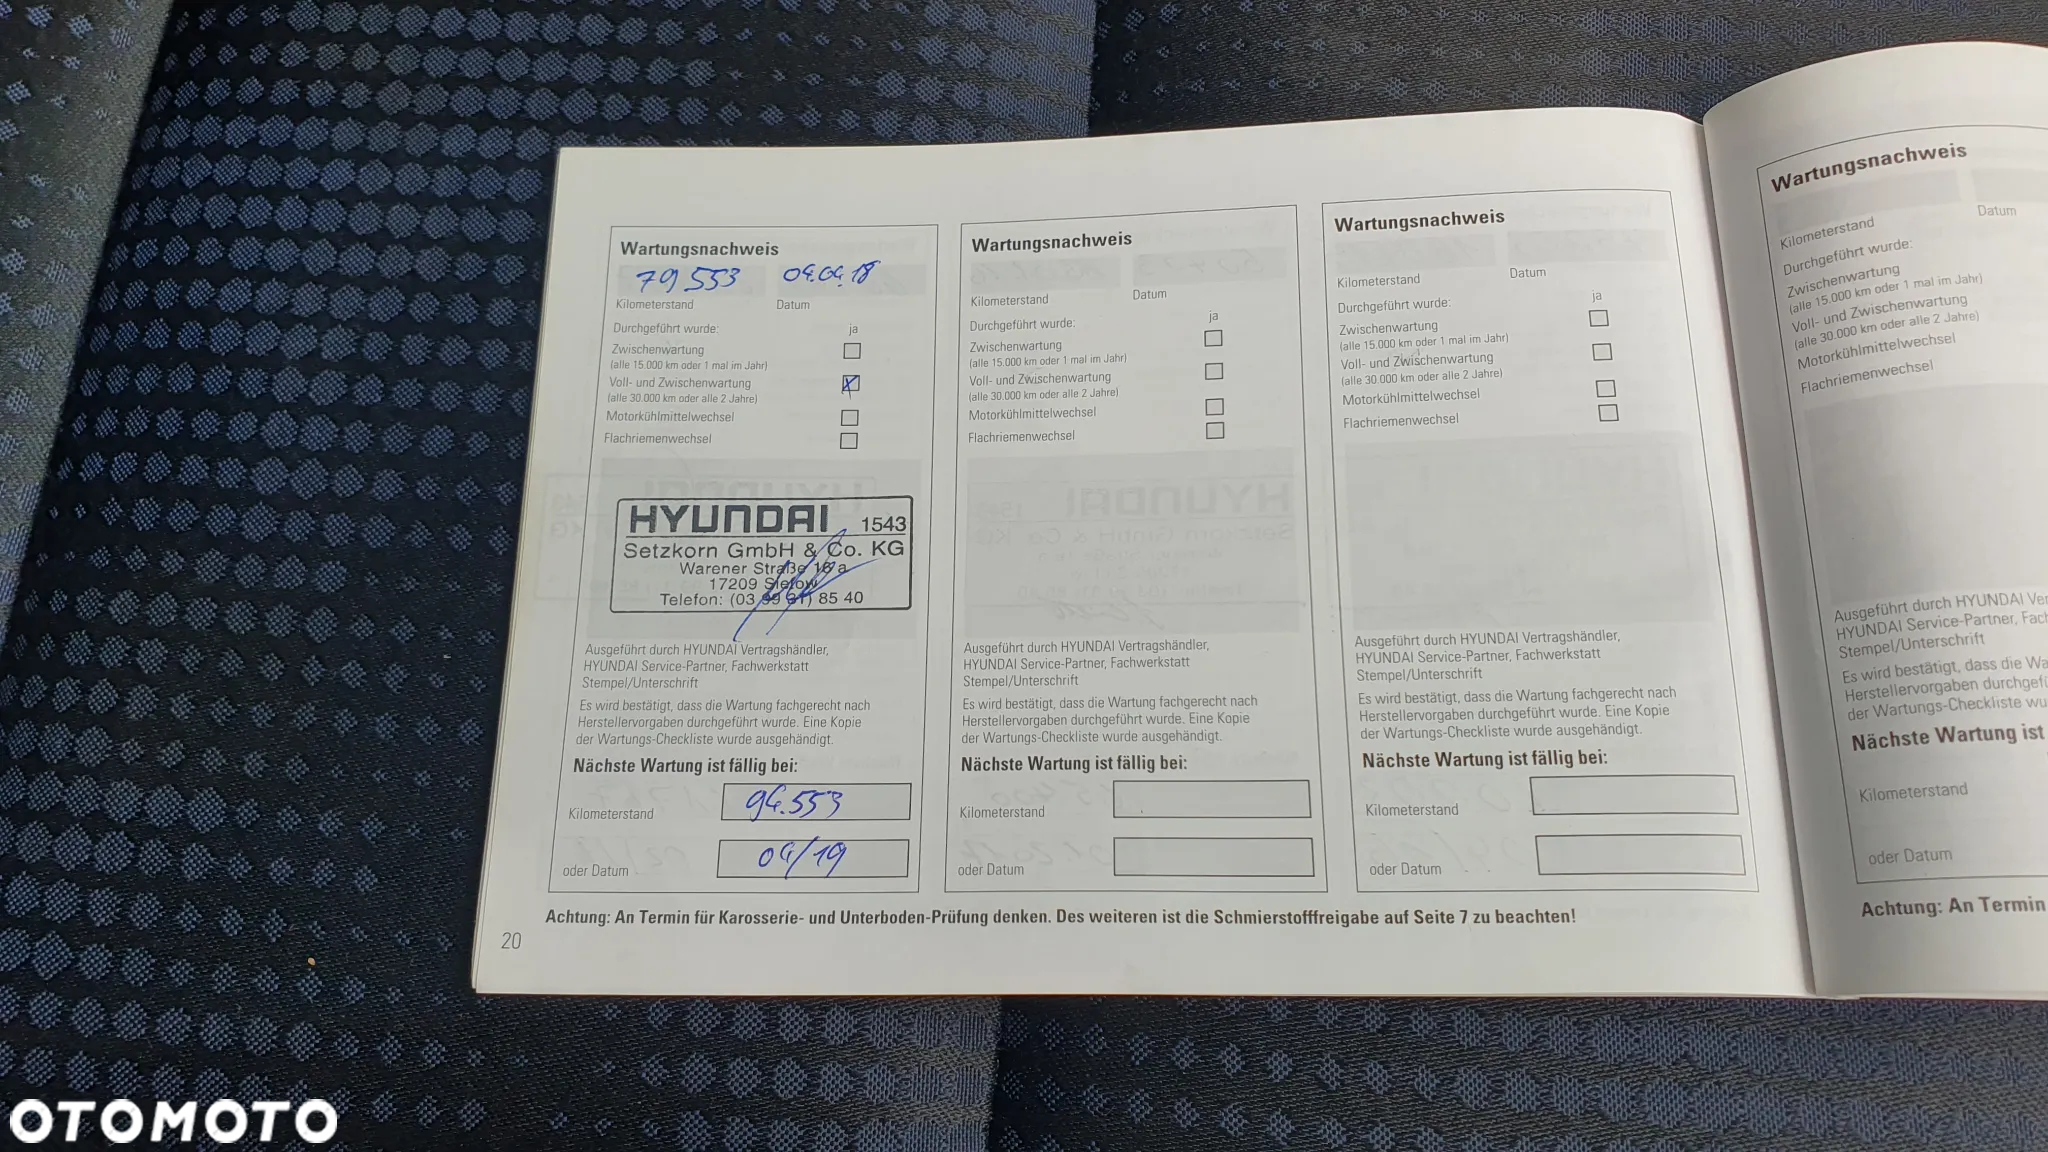 Wartungsnachweis
79.553 04.04.18
Kilometerstand Datum
Durchgeführt wurde: ja
Zwischenwartung
(alle 15.000 km oder 1 mal im Jahr)
Voll- und Zwischenwartung
(alle 30.000 km oder alle 2 Jahre)
Motorkühlmittelwechsel
Flachriemenwechsel
HYUNDAI 1543
Setzkorn GmbH & Co. KG
Warener Straße 16 a
17209 Sietow
Telefon: (03 99 31) 85 40
Ausgeführt durch HYUNDAI Vertragshändler,
HYUNDAI Service-Partner, Fachwerkstatt
Stempel/Unterschrift
Es wird bestätigt, dass die Wartung fachgerecht nach
Herstellervorgaben durchgeführt wurde. Eine Kopie
der Wartungs-Checkliste wurde ausgehändigt.
Nächste Wartung ist fällig bei:
Kilometerstand 94.553
oder Datum 04/19
Wartungsnachweis
Kilometerstand Datum
Durchgeführt wurde: ja
Zwischenwartung
(alle 15.000 km oder 1 mal im Jahr)
Voll- und Zwischenwartung
(alle 30.000 km oder alle 2 Jahre)
Motorkühlmittelwechsel
Flachriemenwechsel
Ausgeführt durch HYUNDAI Vertragshändler,
HYUNDAI Service-Partner, Fachwerkstatt
Stempel/Unterschrift
Es wird bestätigt, dass die Wartung fachgerecht nach
Herstellervorgaben durchgeführt wurde. Eine Kopie
der Wartungs-Checkliste wurde ausgehändigt.
Nächste Wartung ist fällig bei:
Kilometerstand
oder Datum
Wartungsnachweis
Kilometerstand Datum
Durchgeführt wurde: ja
Zwischenwartung
(alle 15.000 km oder 1 mal im Jahr)
Voll- und Zwischenwartung
(alle 30.000 km oder alle 2 Jahre)
Motorkühlmittelwechsel
Flachriemenwechsel
Ausgeführt durch HYUNDAI Vertragshändler,
HYUNDAI Service-Partner, Fachwerkstatt
Stempel/Unterschrift
Es wird bestätigt, dass die Wartung fachgerecht nach
Herstellervorgaben durchgeführt wurde. Eine Kopie
der Wartungs-Checkliste wurde ausgehändigt.
Nächste Wartung ist fällig bei:
Kilometerstand
oder Datum
Achtung: An Termin für Karosserie- und Unterboden-Prüfung denken. Des weiteren ist die Schmierstofffreigabe auf Seite 7 zu beachten!
20
Wartungsnachweis
Kilometerstand Datum
Durchgeführt wurde:
Zwischenwartung
(alle 15.000 km oder 1 mal im Jahr)
Voll- und Zwischenwartung
(alle 30.000 km oder alle 2 Jahre)
Motorkühlmittelwechsel
Flachriemenwechsel
Ausgeführt durch HYUNDAI
HYUNDAI Service-Partner,
Stempel/Unterschrift
Es wird bestätigt, dass die
Herstellervorgaben
der Wartungs-Checkliste
Nächste Wartung ist
Kilometerstand
oder Datum
Achtung: An Termin
OTOMOTO